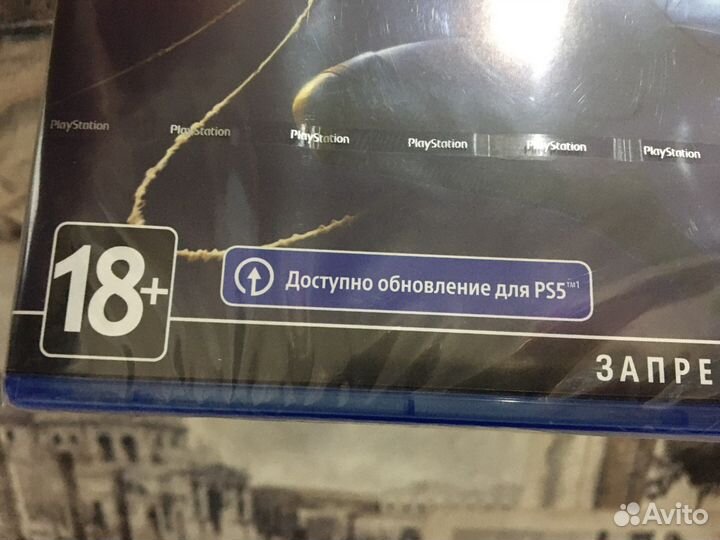 PlayStation PlayStation PlayStation PlayStation PlayStation PlayStation
18+
Доступно обновление для PS5™1
ЗАПРЕ
Avito